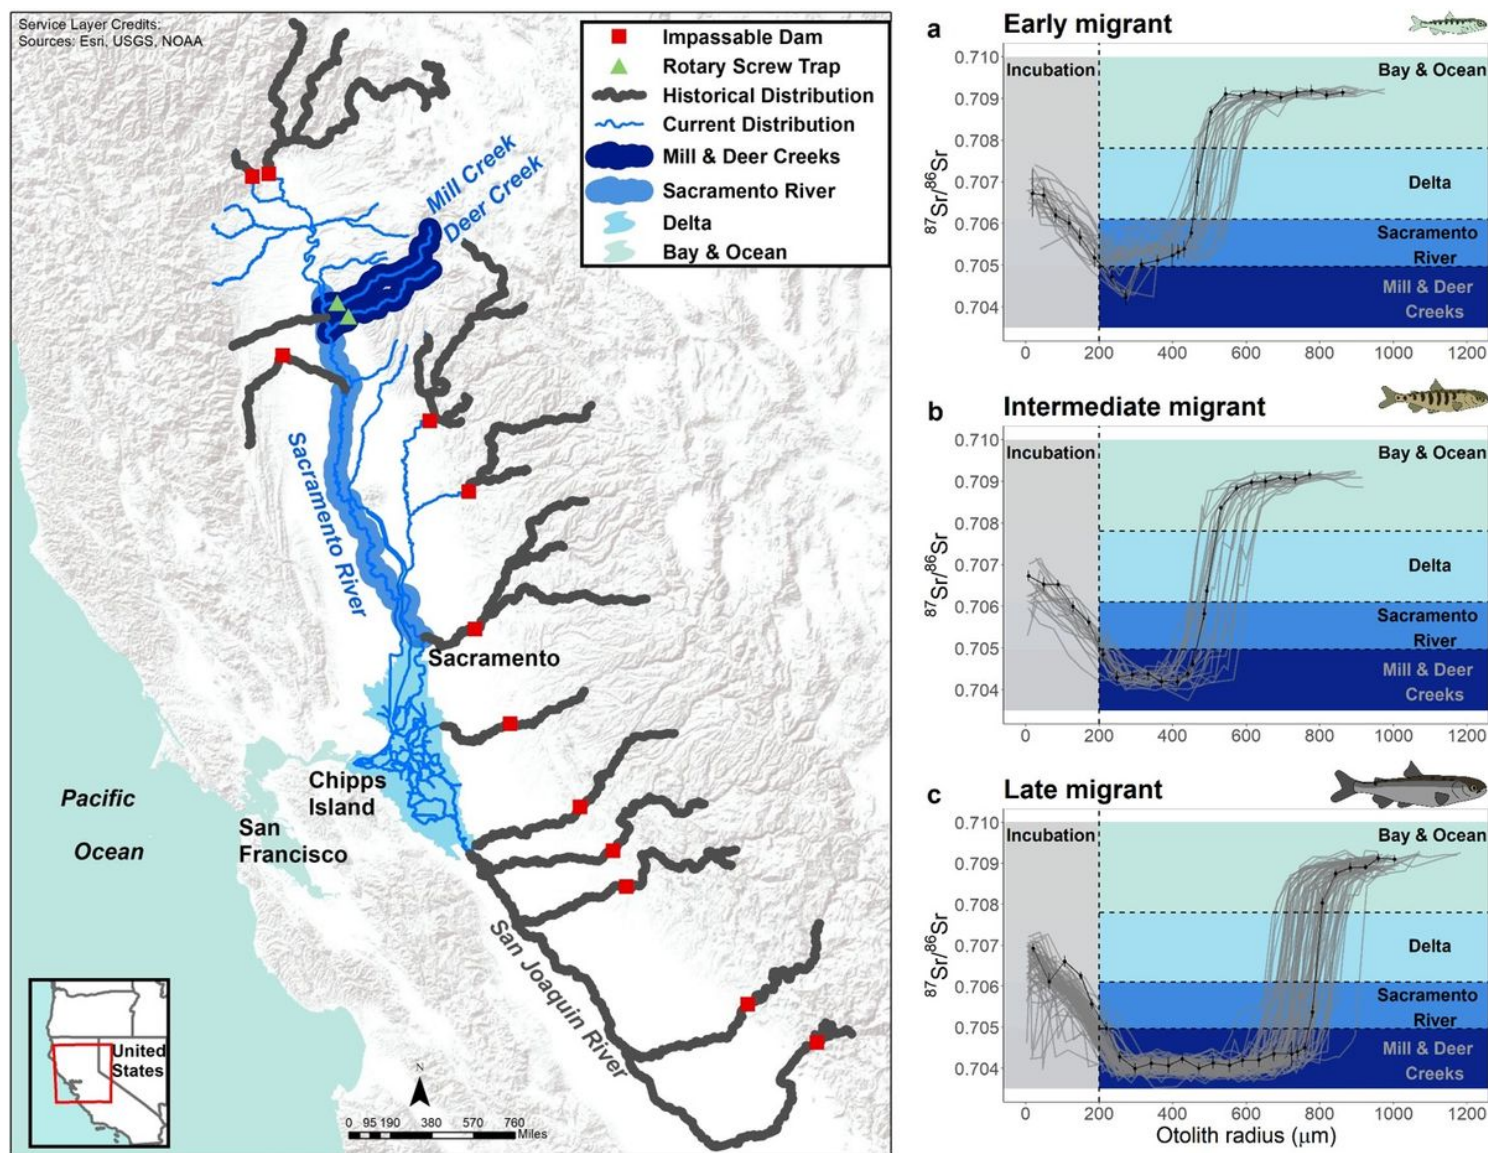 Service Layer Credits:
Sources: Esri, USGS, NOAA
Impassable Dam
Rotary Screw Trap
Historical Distribution
Current Distribution
Mill & Deer Creeks
Sacramento River
Delta
Bay & Ocean
Mill Creek
Deer Creek
Sacramento River
Sacramento
Chipps
Island
San
Francisco
Pacific
Ocean
San Joaquin River
United
States
N
0 95 190 380 570 760
Miles
a Early migrant
0.710
0.709
0.708
0.707
0.706
0.705
0.704
87Sr/86Sr
Incubation
Bay & Ocean
Delta
Sacramento
River
Mill & Deer
Creeks
0 200 400 600 800 1000 1200
b Intermediate migrant
0.710
0.709
0.708
0.707
0.706
0.705
0.704
87Sr/86Sr
Incubation
Bay & Ocean
Delta
Sacramento
River
Mill & Deer
Creeks
0 200 400 600 800 1000 1200
c Late migrant
0.710
0.709
0.708
0.707
0.706
0.705
0.704
87Sr/86Sr
Incubation
Bay & Ocean
Delta
Sacramento
River
Mill & Deer
Creeks
0 200 400 600 800 1000 1200
Otolith radius (μm)